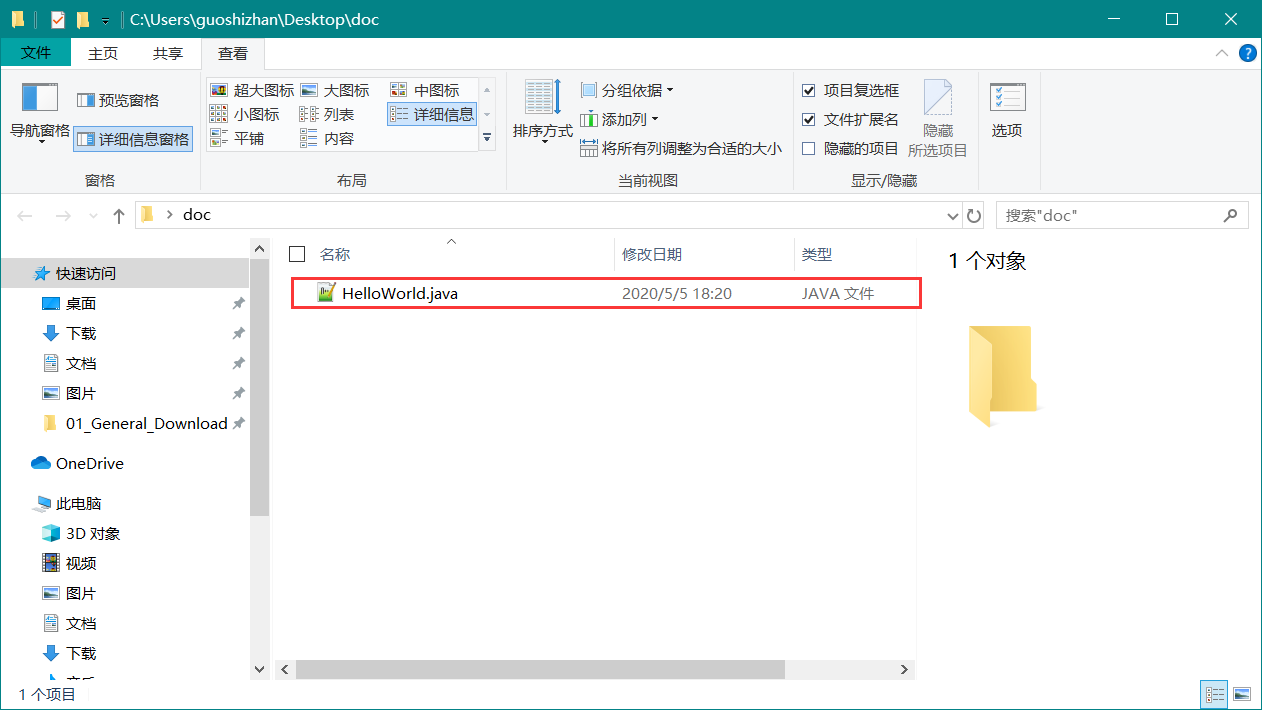 C:\Users\guoshizhan\Desktop\doc
文件 主页 共享 查看
导航窗格
预览窗格
详细信息窗格
窗格
超大图标 大图标 中图标
小图标 列表 详细信息
平铺 内容
布局
排序方式
分组依据
添加列
将所有列调整为合适的大小
当前视图
项目复选框
文件扩展名
隐藏的项目
隐藏
所选项目
显示/隐藏
选项
doc
搜索"doc"
快速访问
桌面
下载
文档
图片
01_General_Download
OneDrive
此电脑
3D 对象
视频
图片
文档
下载
名称 修改日期 类型
HelloWorld.java 2020/5/5 18:20 JAVA 文件
1 个对象
1 个项目